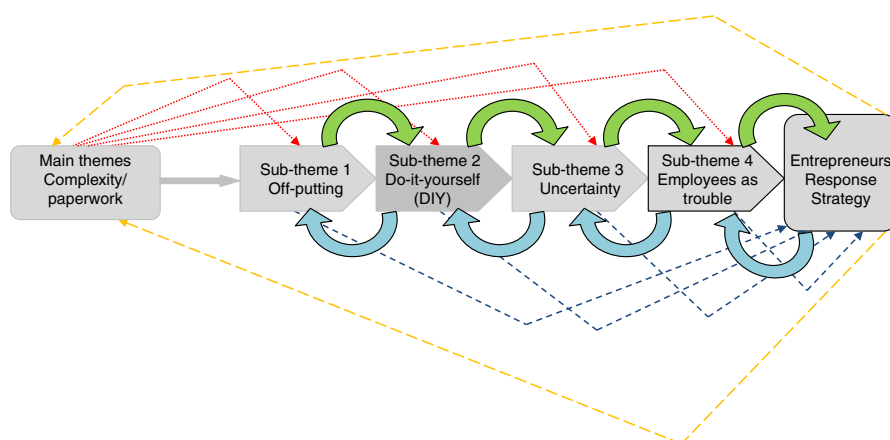 Main themes
Complexity/
paperwork
Sub-theme 1
Off-putting
Sub-theme 2
Do-it-yourself
(DIY)
Sub-theme 3
Uncertainty
Sub-theme 4
Employees as
trouble
Entrepreneurs
Response
Strategy